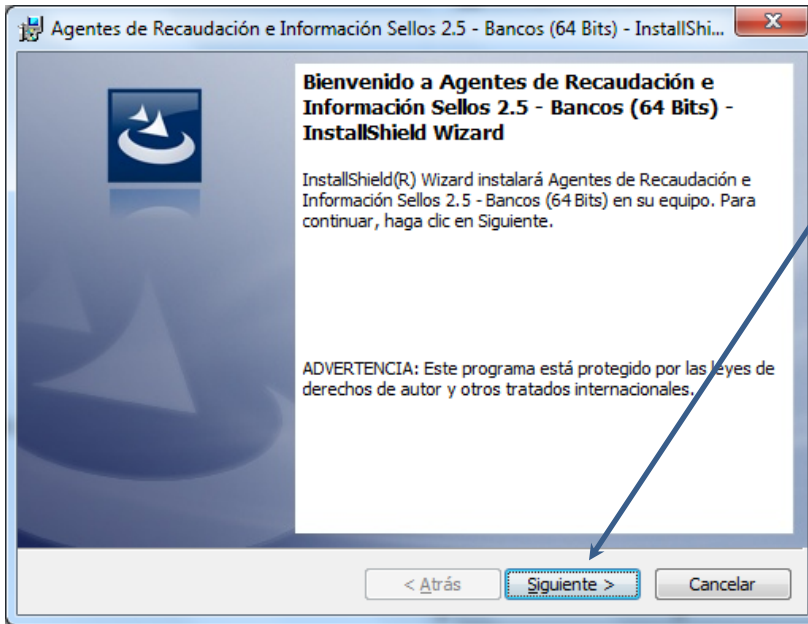 Agentes de Recaudación e Información Sellos 2.5 - Bancos (64 Bits) - InstallShi...
Bienvenido a Agentes de Recaudación e
Información Sellos 2.5 - Bancos (64 Bits) -
InstallShield Wizard
InstallShield(R) Wizard instalará Agentes de Recaudación e
Información Sellos 2.5 - Bancos (64 Bits) en su equipo. Para
continuar, haga clic en Siguiente.
ADVERTENCIA: Este programa está protegido por las leyes de
derechos de autor y otros tratados internacionales.
< Atrás
Siguiente >
Cancelar